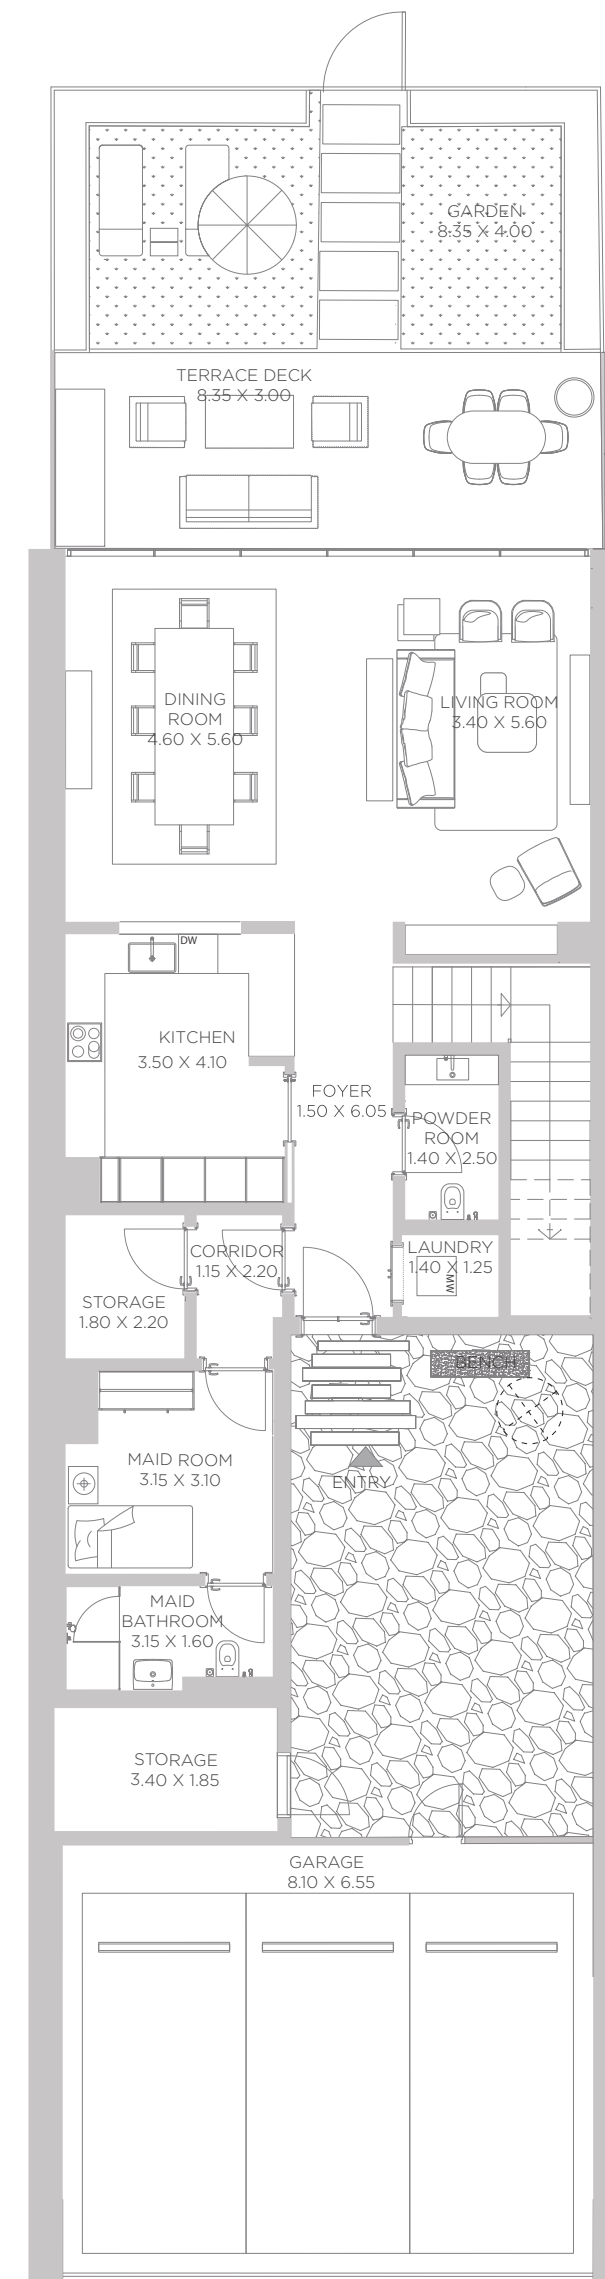 GARDEN
8.35 X 4.00
TERRACE DECK
8.35 X 3.00
DINING
ROOM
4.60 X 5.60
LIVING ROOM
3.40 X 5.60
DW
KITCHEN
3.50 X 4.10
FOYER
1.50 X 6.05
POWDER
ROOM
1.40 X 2.50
CORRIDOR
1.15 X 2.20
LAUNDRY
1.40 X 1.25
MW
STORAGE
1.80 X 2.20
BENCH
MAID ROOM
3.15 X 3.10
ENTRY
MAID
BATHROOM
3.15 X 1.60
STORAGE
3.40 X 1.85
GARAGE
8.10 X 6.55